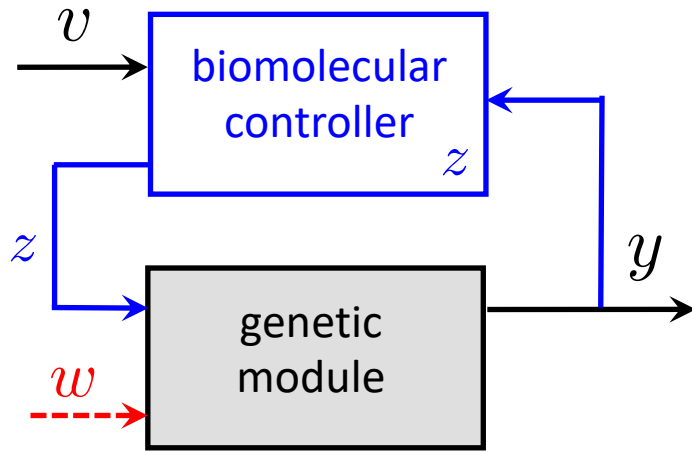 v
biomolecular
controller
z
z
y
genetic
module
w